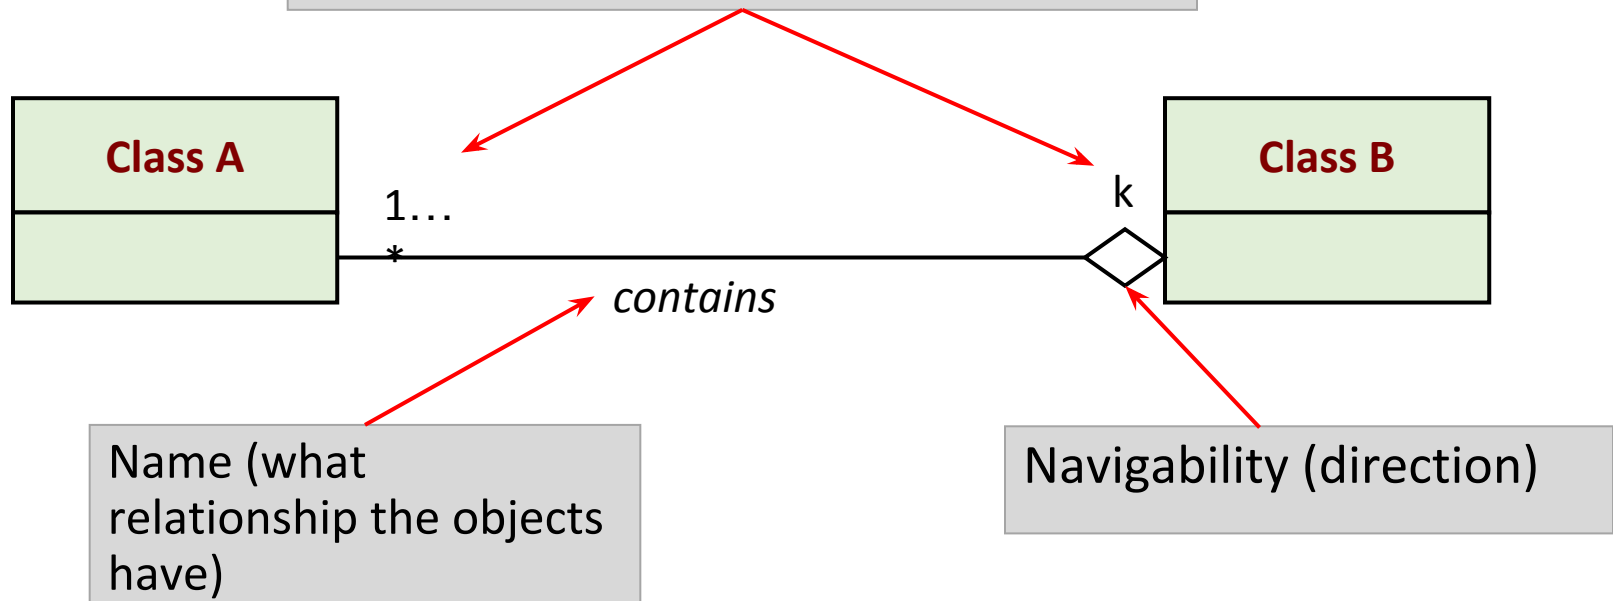 Class A
Class B
1…
*
k
contains
Name (what
relationship the objects
have)
Navigability (direction)